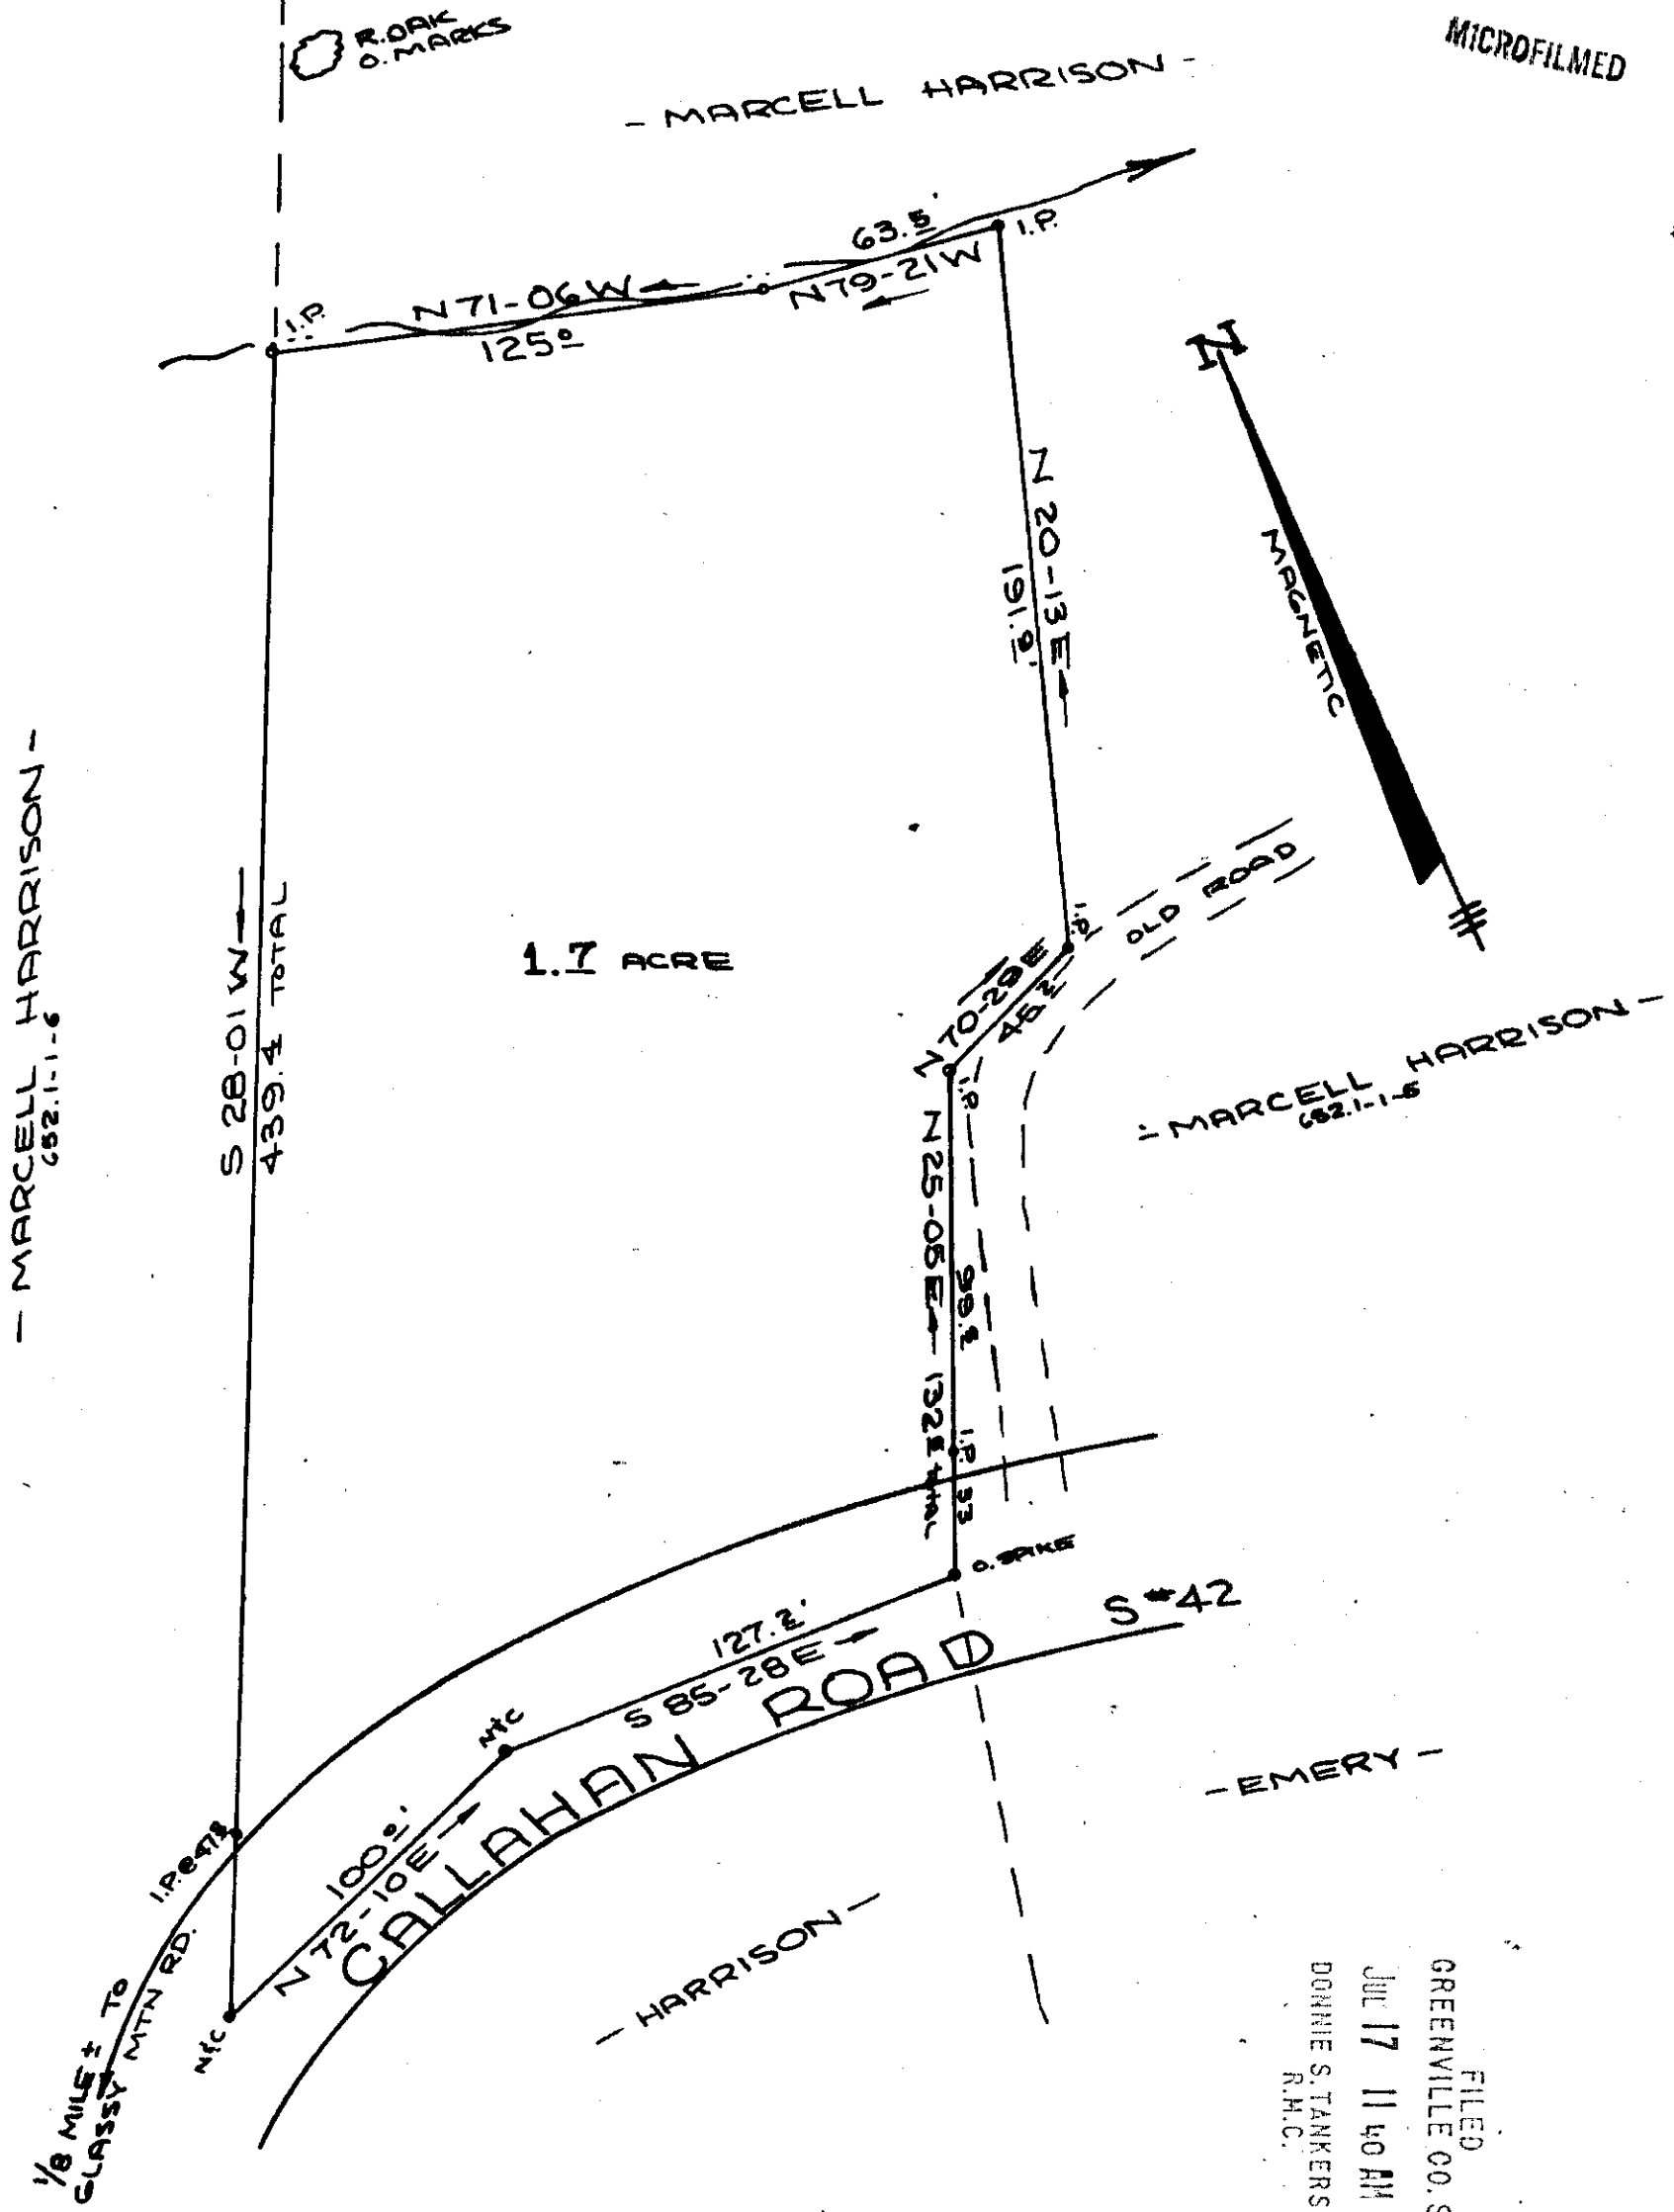 R.OAK
O. MARKS
MICROFILMED
- MARCELL HARRISON -
63.5'
I.P.
N 79-21 W
N 71-06 W
125.0
I.P.
N
MAGNETIC
N 20-13 E
191.9'
- MARCELL HARRISON -
652.1-1-6
S 28-01 W
439.4 TOTAL
1.7 ACRE
I.P.
OLD ROAD
N 70-29 E
46.2
I.P.
- MARCELL HARRISON -
652.1-1-6
N 25-05 E
132.2 total
99.2
I.P.
33
O. SPIKE
S#42
127.2'
S 85-28 E
CALLAHAN ROAD
N&C
100.0'
N 72-10 E
I.P.@47.8
N&C
1/8 MILE ± TO
GLASSY MTN RD.
- EMERY -
- HARRISON -
FILED
GREENVILLE CO. S
JUL 17 11 40 AM
DONNIE S. TANKERS
R.M.C.